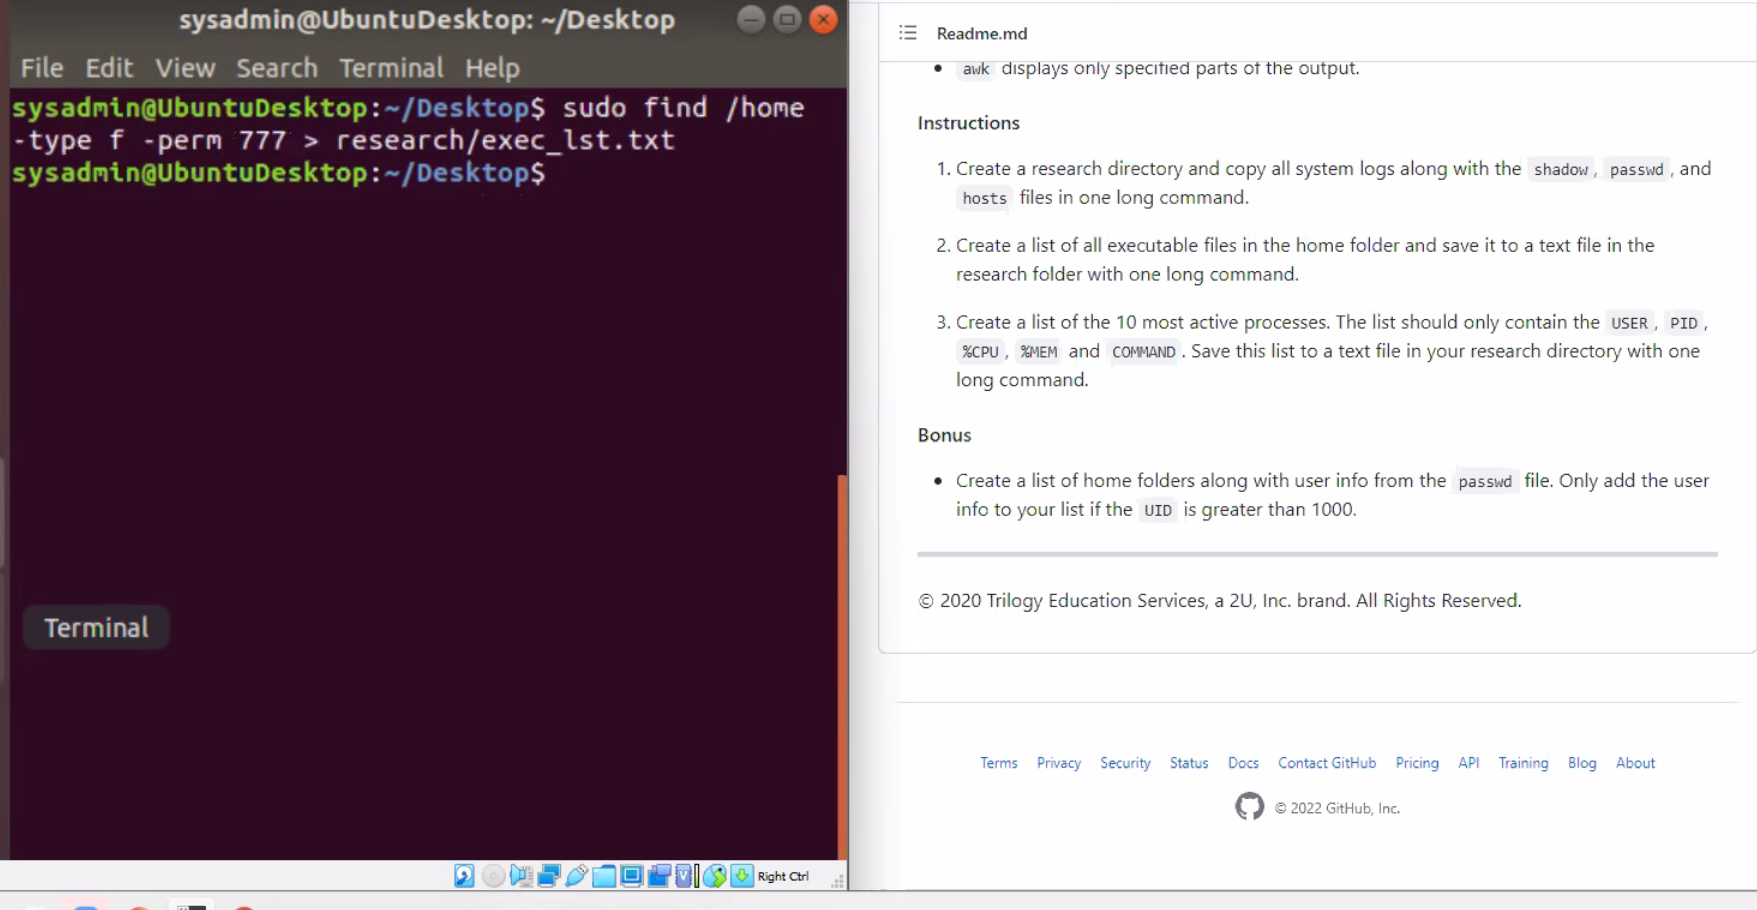 sysadmin@UbuntuDesktop: ~/Desktop
File Edit View Search Terminal Help
sysadmin@UbuntuDesktop:~/Desktop$ sudo find /home
-type f -perm 777 > research/exec_lst.txt
sysadmin@UbuntuDesktop:~/Desktop$
Terminal
Right Ctrl
Readme.md
awk displays only specified parts of the output.
Instructions
1. Create a research directory and copy all system logs along with the shadow, passwd, and
hosts files in one long command.
2. Create a list of all executable files in the home folder and save it to a text file in the
research folder with one long command.
3. Create a list of the 10 most active processes. The list should only contain the USER, PID,
%CPU, %MEM and COMMAND. Save this list to a text file in your research directory with one
long command.
Bonus
Create a list of home folders along with user info from the passwd file. Only add the user
info to your list if the UID is greater than 1000.
© 2020 Trilogy Education Services, a 2U, Inc. brand. All Rights Reserved.
Terms Privacy Security Status Docs Contact GitHub Pricing API Training Blog About
© 2022 GitHub, Inc.